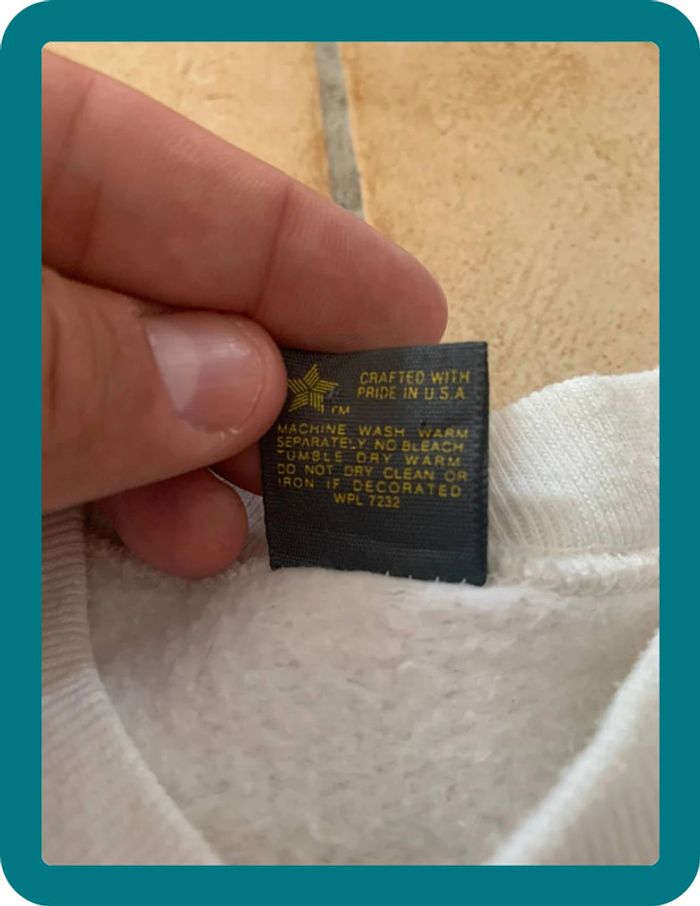 CRAFTED WITH
PRIDE IN U.S.A
TM
MACHINE WASH WARM
SEPARATELY. NO BLEACH
TUMBLE DRY WARM
DO NOT DRY CLEAN OR
IRON IF DECORATED
WPL 7232